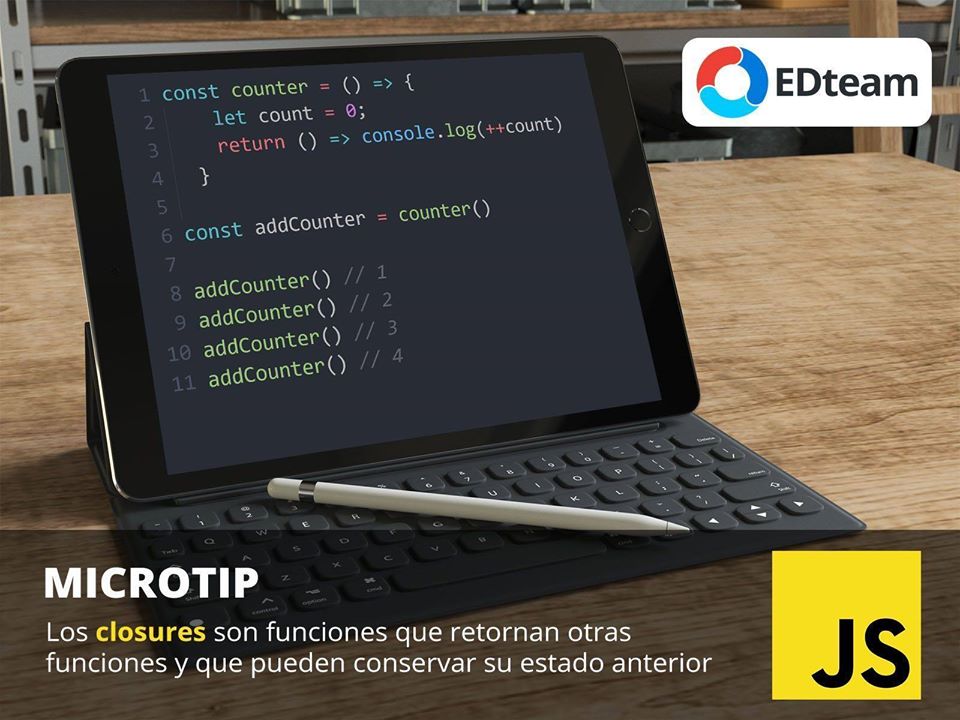 EDteam
1 const counter = () => {
2 let count = 0;
3 return () => console.log(++count)
4 }
5
6 const addCounter = counter()
7
8 addCounter() // 1
9 addCounter() // 2
10 addCounter() // 3
11 addCounter() // 4
MICROTIP
Los closures son funciones que retornan otras
funciones y que pueden conservar su estado anterior
JS